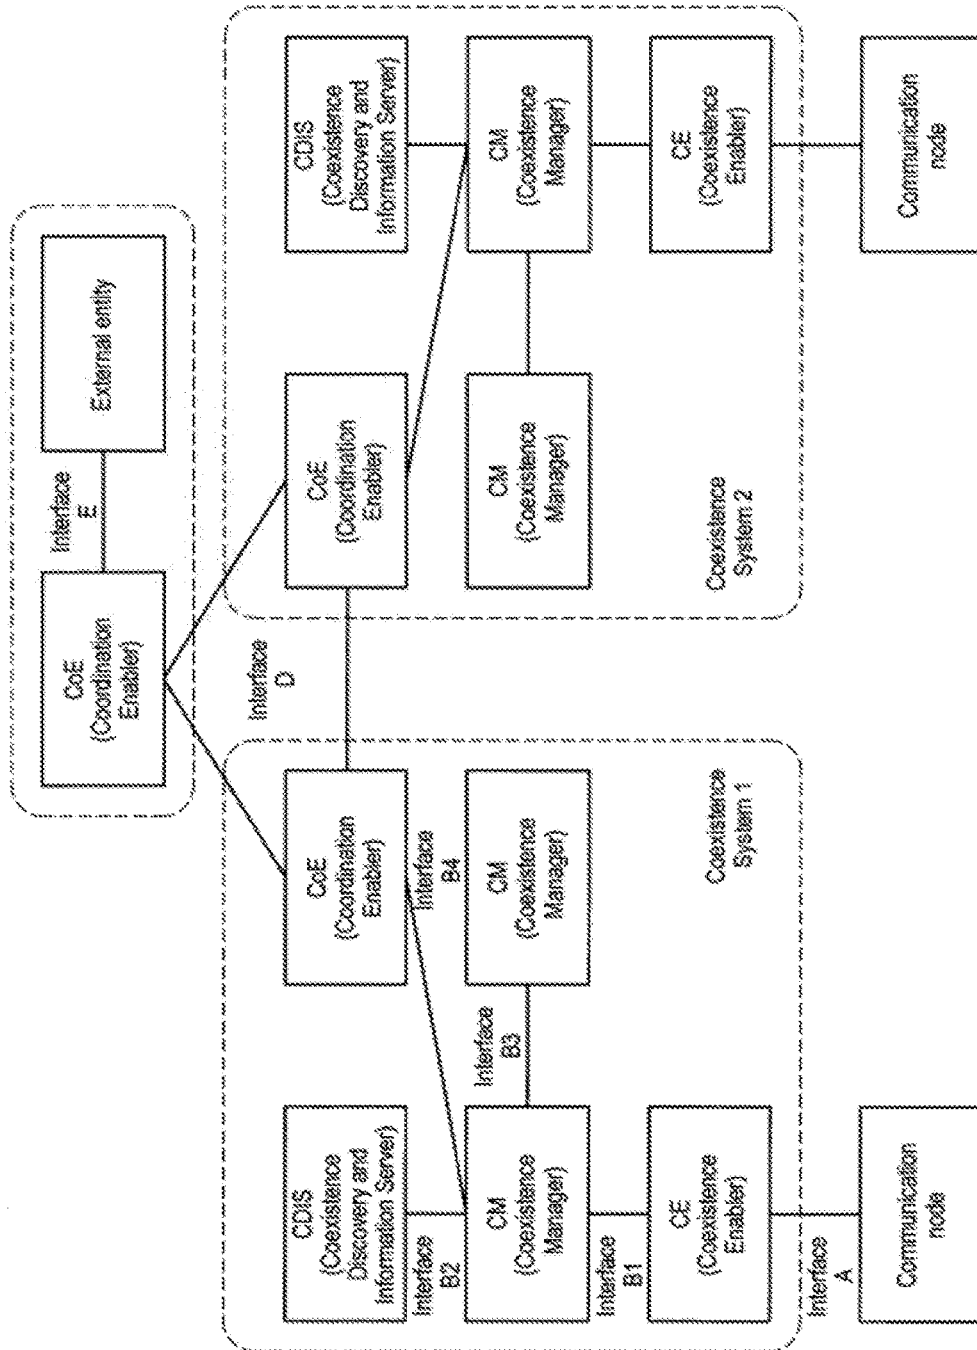 CoE
(Coordination
Enabler)
Interface
E
External entity
CDIS
(Coexistence
Discovery and
Information Server)
CoE
(Coordination
Enabler)
Interface
D
CoE
(Coordination
Enabler)
CDIS
(Coexistence
Discovery and
Information Server)
Interface
B2
Interface
B4
CM
(Coexistence
Manager)
Interface
B3
CM
(Coexistence
Manager)
CM
(Coexistence
Manager)
CM
(Coexistence
Manager)
Interface
B1
CE
(Coexistence
Enabler)
Coexistence
System 1
Coexistence
System 2
CE
(Coexistence
Enabler)
Interface
A
Communication
node
Communication
node